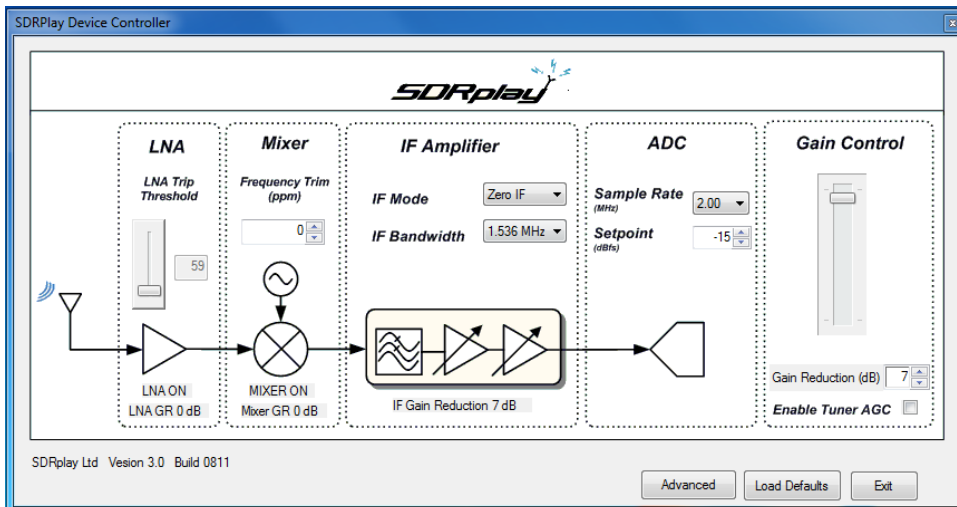 SDRPlay Device Controller
x
SDRplay
LNA
LNA Trip
Threshold
59
LNA ON
LNA GR 0 dB
Mixer
Frequency Trim
(ppm)
0
MIXER ON
Mixer GR 0 dB
IF Amplifier
IF Mode
Zero IF
IF Bandwidth
1.536 MHz
IF Gain Reduction 7 dB
ADC
Sample Rate
(MHz)
2.00
Setpoint
(dBfs)
-15
Gain Control
Gain Reduction (dB) 7
Enable Tuner AGC
SDRplay Ltd Vesion 3.0 Build 0811
Advanced
Load Defaults
Exit